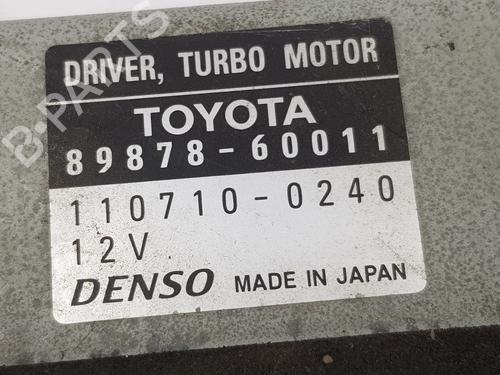 DRIVER, TURBO MOTOR
TOYOTA
89878-60011
110710-0240
12V
DENSO MADE IN JAPAN
B-PARTS